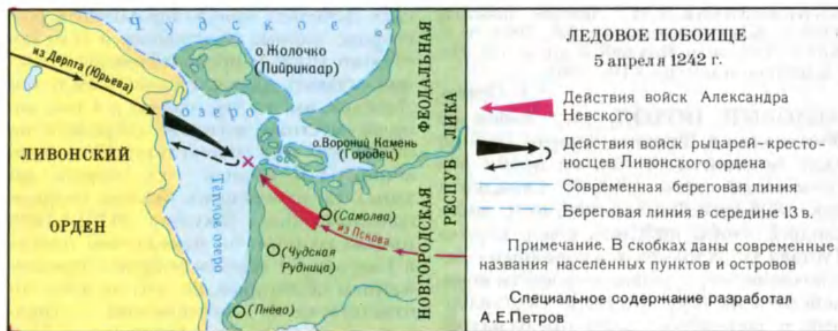 Чудское
о. Жолочко
(Пийрикаар)
из Дерпта (Юрьева)
озеро
о. Вороний Камень
(Городец)
ЛИВОНСКИЙ
ОРДЕН
Тёплое озеро
(Самолва)
из Пскова
(Чудская
Рудница)
(Пнёво)
НОВГОРОДСКАЯ ФЕОДАЛЬНАЯ
РЕСПУБЛИКА
ЛЕДОВОЕ ПОБОИЩЕ
5 апреля 1242 г.
Действия войск Александра
Невского
Действия войск рыцарей-кресто-
носцев Ливонского ордена
Современная береговая линия
Береговая линия в середине 13 в.
Примечание. В скобках даны современные
названия населённых пунктов и островов
Специальное содержание разработал
А.Е.Петров